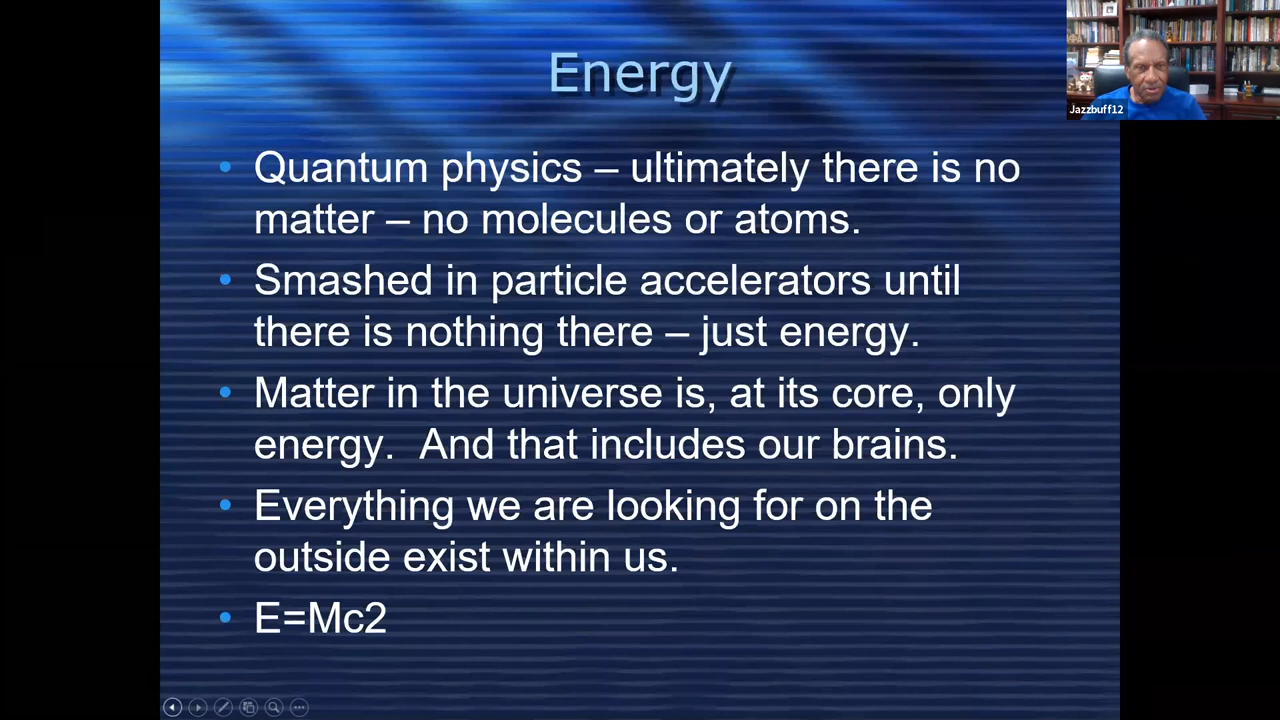 Energy
Jazzbuff12
• Quantum physics – ultimately there is no
matter – no molecules or atoms.
• Smashed in particle accelerators until
there is nothing there – just energy.
• Matter in the universe is, at its core, only
energy.  And that includes our brains.
• Everything we are looking for on the
outside exist within us.
• E=Mc2